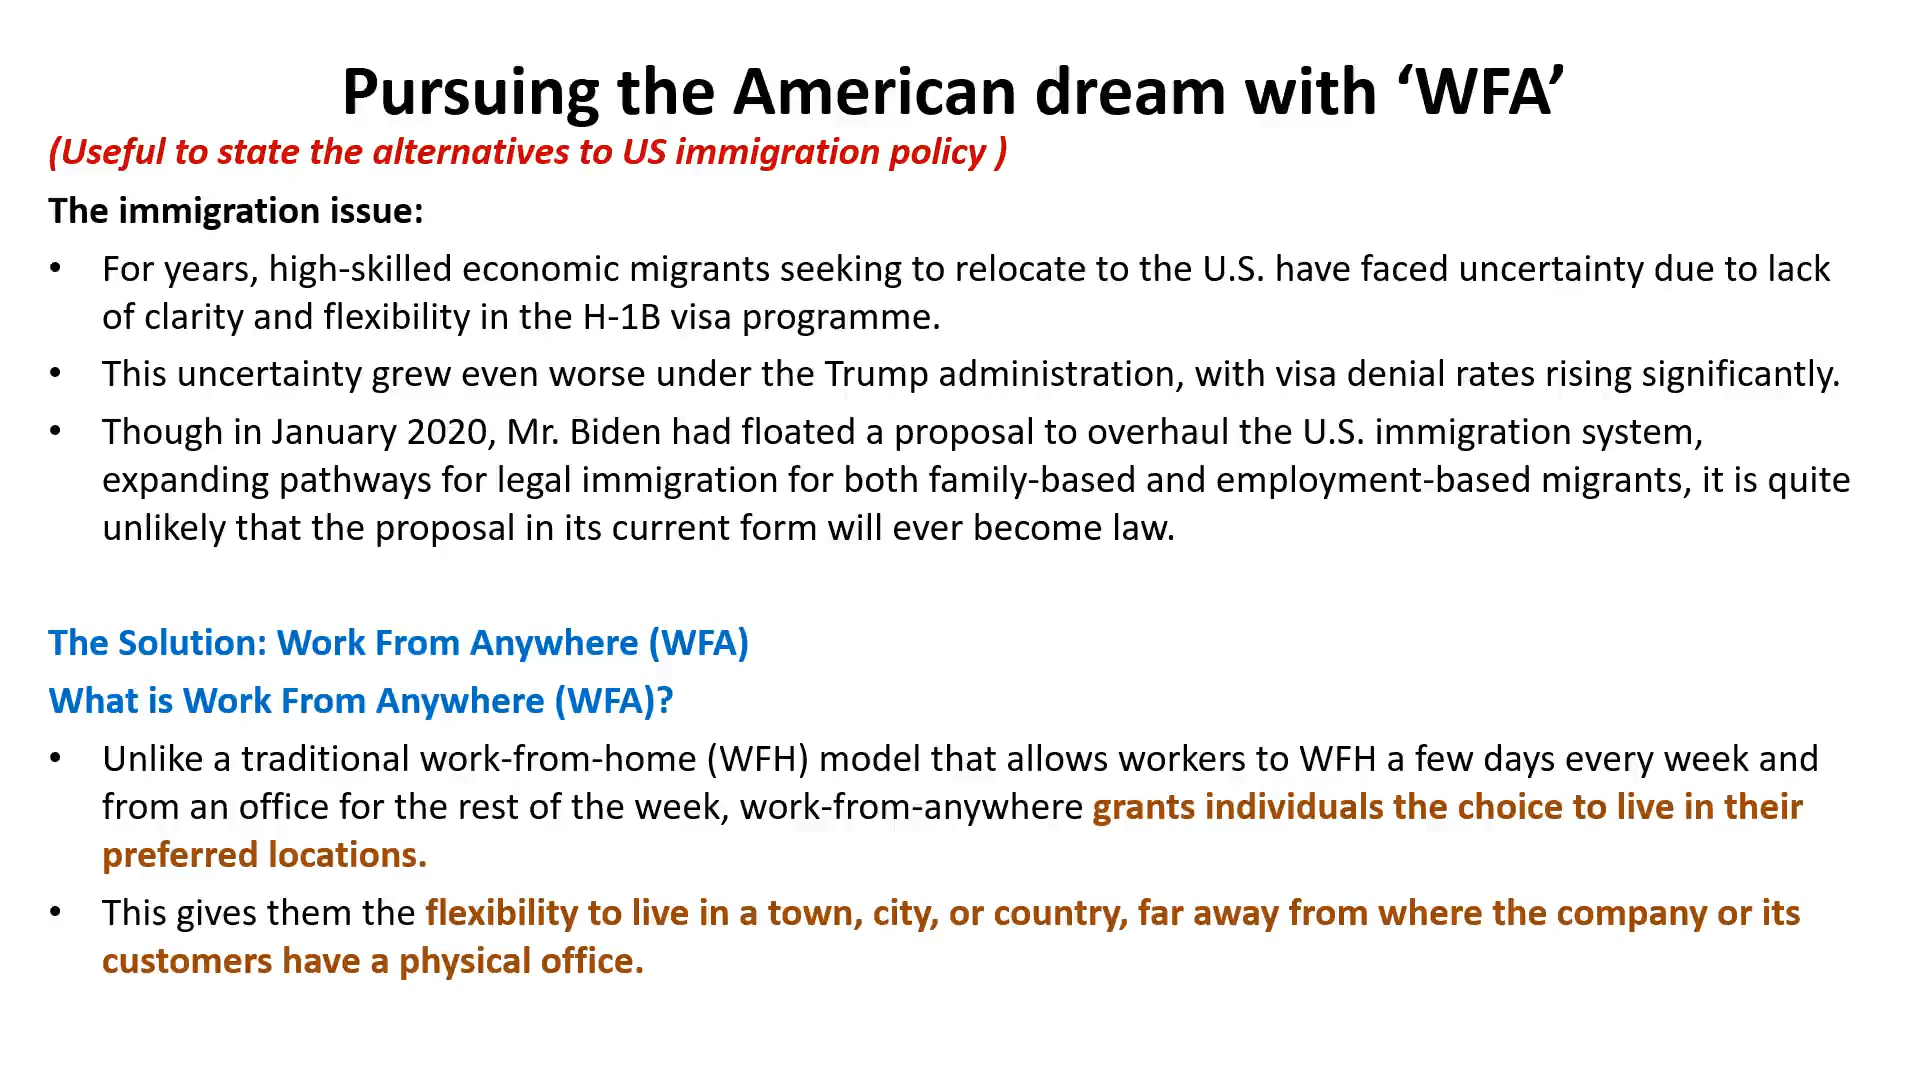 Pursuing the American dream with ‘WFA’
(Useful to state the alternatives to US immigration policy )
The immigration issue:
• For years, high-skilled economic migrants seeking to relocate to the U.S. have faced uncertainty due to lack
of clarity and flexibility in the H-1B visa programme.
• This uncertainty grew even worse under the Trump administration, with visa denial rates rising significantly.
• Though in January 2020, Mr. Biden had floated a proposal to overhaul the U.S. immigration system,
expanding pathways for legal immigration for both family-based and employment-based migrants, it is quite
unlikely that the proposal in its current form will ever become law.
The Solution: Work From Anywhere (WFA)
What is Work From Anywhere (WFA)?
• Unlike a traditional work-from-home (WFH) model that allows workers to WFH a few days every week and
from an office for the rest of the week, work-from-anywhere grants individuals the choice to live in their
preferred locations.
• This gives them the flexibility to live in a town, city, or country, far away from where the company or its
customers have a physical office.